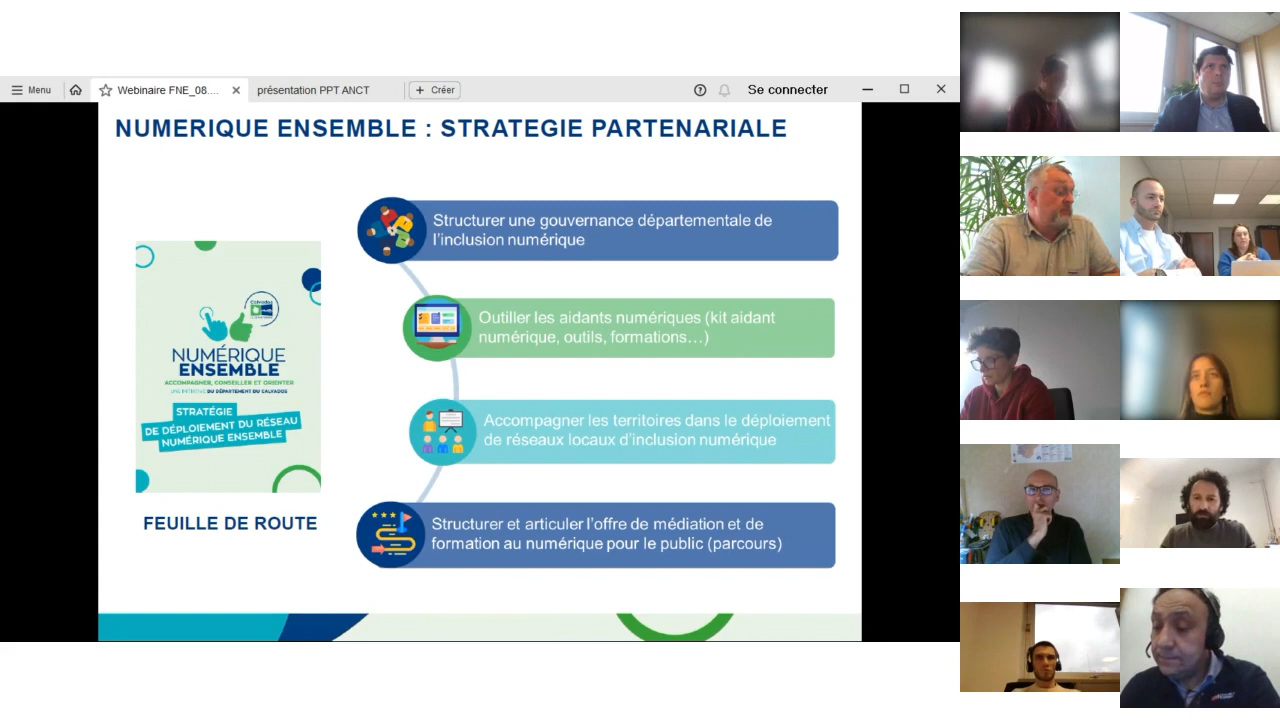 Menu
Webinaire FNE_08....
présentation PPT ANCT
Créer
Se connecter
NUMERIQUE ENSEMBLE : STRATEGIE PARTENARIALE
Structurer une gouvernance départementale de
l'inclusion numérique
Outiller les aidants numériques (kit aidant
numérique, outils, formations…)
Accompagner les territoires dans le déploiement
de réseaux locaux d'inclusion numérique
Structurer et articuler l'offre de médiation et de
formation au numérique pour le public (parcours)
Calvados
NUMÉRIQUE
ENSEMBLE
ACCOMPAGNER, CONSEILLER ET ORIENTER
UNE INITIATIVE DU DÉPARTEMENT DU CALVADOS
STRATÉGIE
DE DÉPLOIEMENT DU RÉSEAU
NUMÉRIQUE ENSEMBLE
FEUILLE DE ROUTE